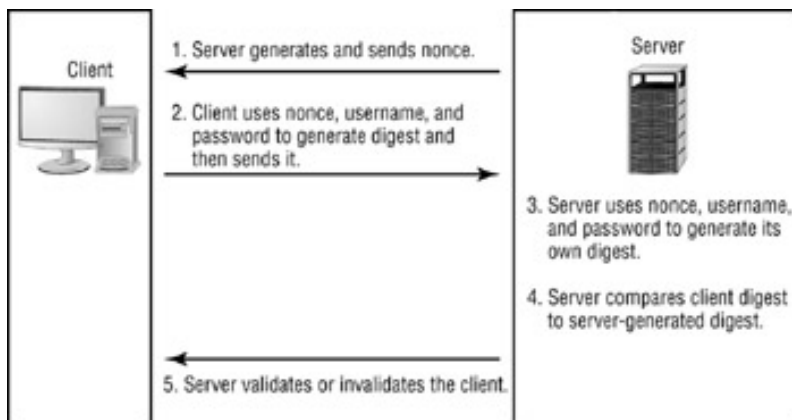 Client
1. Server generates and sends nonce.
2. Client uses nonce, username, and
password to generate digest and
then sends it.
Server
3. Server uses nonce, username,
and password to generate its
own digest.
4. Server compares client digest
to server-generated digest.
5. Server validates or invalidates the client.